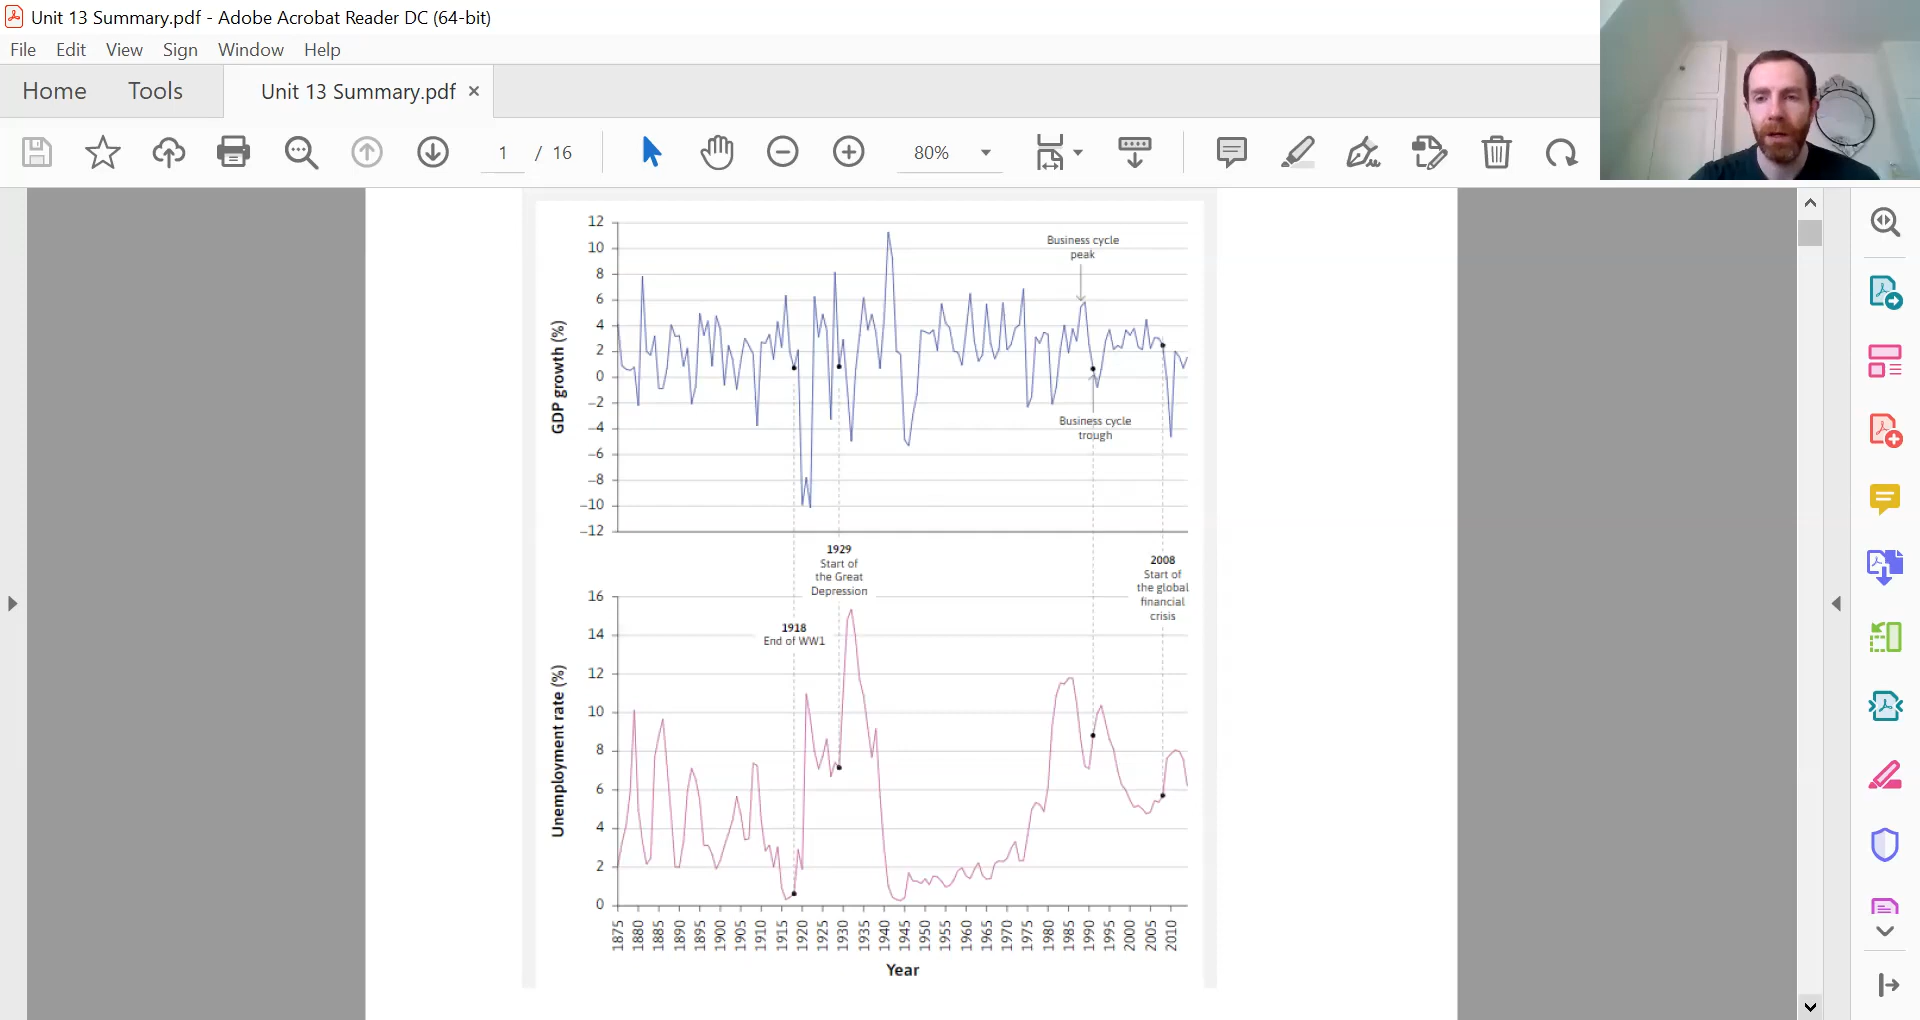 Unit 13 Summary.pdf - Adobe Acrobat Reader DC (64-bit)
File Edit View Sign Window Help
Home Tools Unit 13 Summary.pdf ×
1 / 16 80%
12
10
8
6
4
2
0
−2
−4
−6
−8
−10
−12
GDP growth (%)
Business cycle
peak
Business cycle
trough
1929
Start of
the Great
Depression
1918
End of WW1
2008
Start of
the global
financial
crisis
16
14
12
10
8
6
4
2
0
Unemployment rate (%)
1875 1880 1885 1890 1895 1900 1905 1910 1915 1920 1925 1930 1935 1940 1945 1950 1955 1960 1965 1970 1975 1980 1985 1990 1995 2000 2005 2010
Year